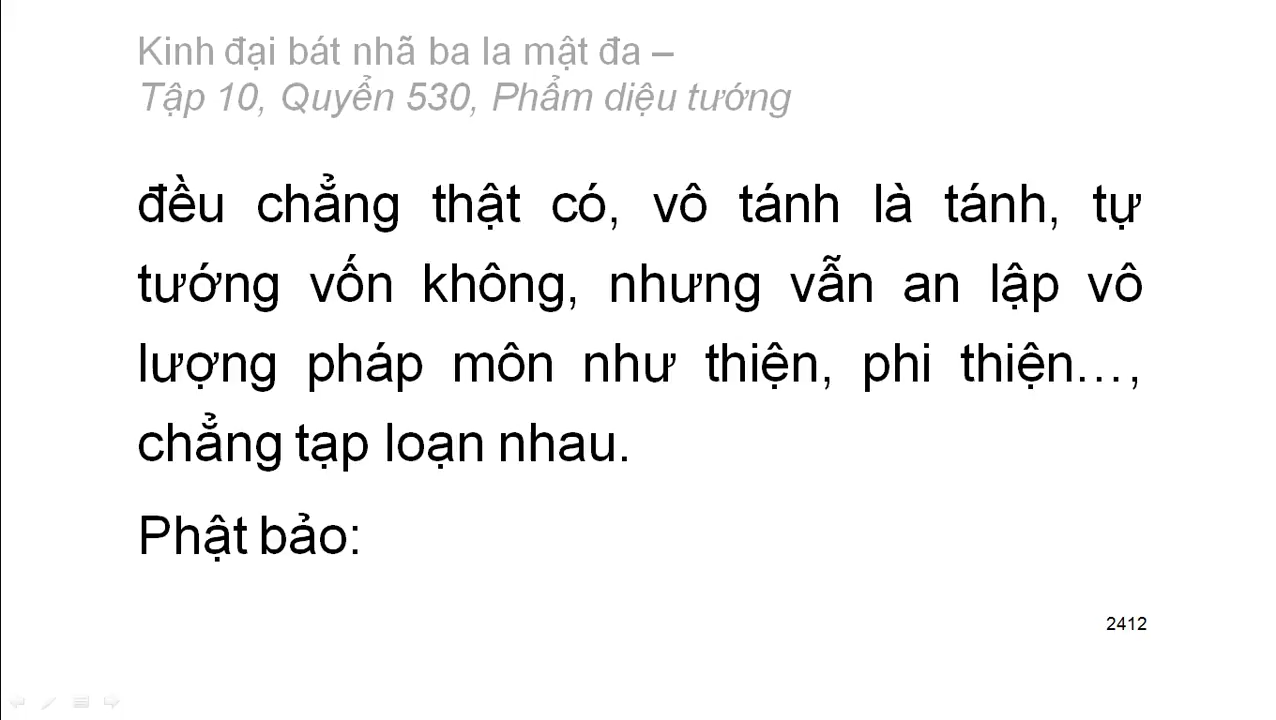 Kinh đại bát nhã ba la mật đa –
Tập 10, Quyển 530, Phẩm diệu tướng
đều chẳng thật có, vô tánh là tánh, tự
tướng vốn không, nhưng vẫn an lập vô
lượng pháp môn như thiện, phi thiện…,
chẳng tạp loạn nhau.
Phật bảo:
2412